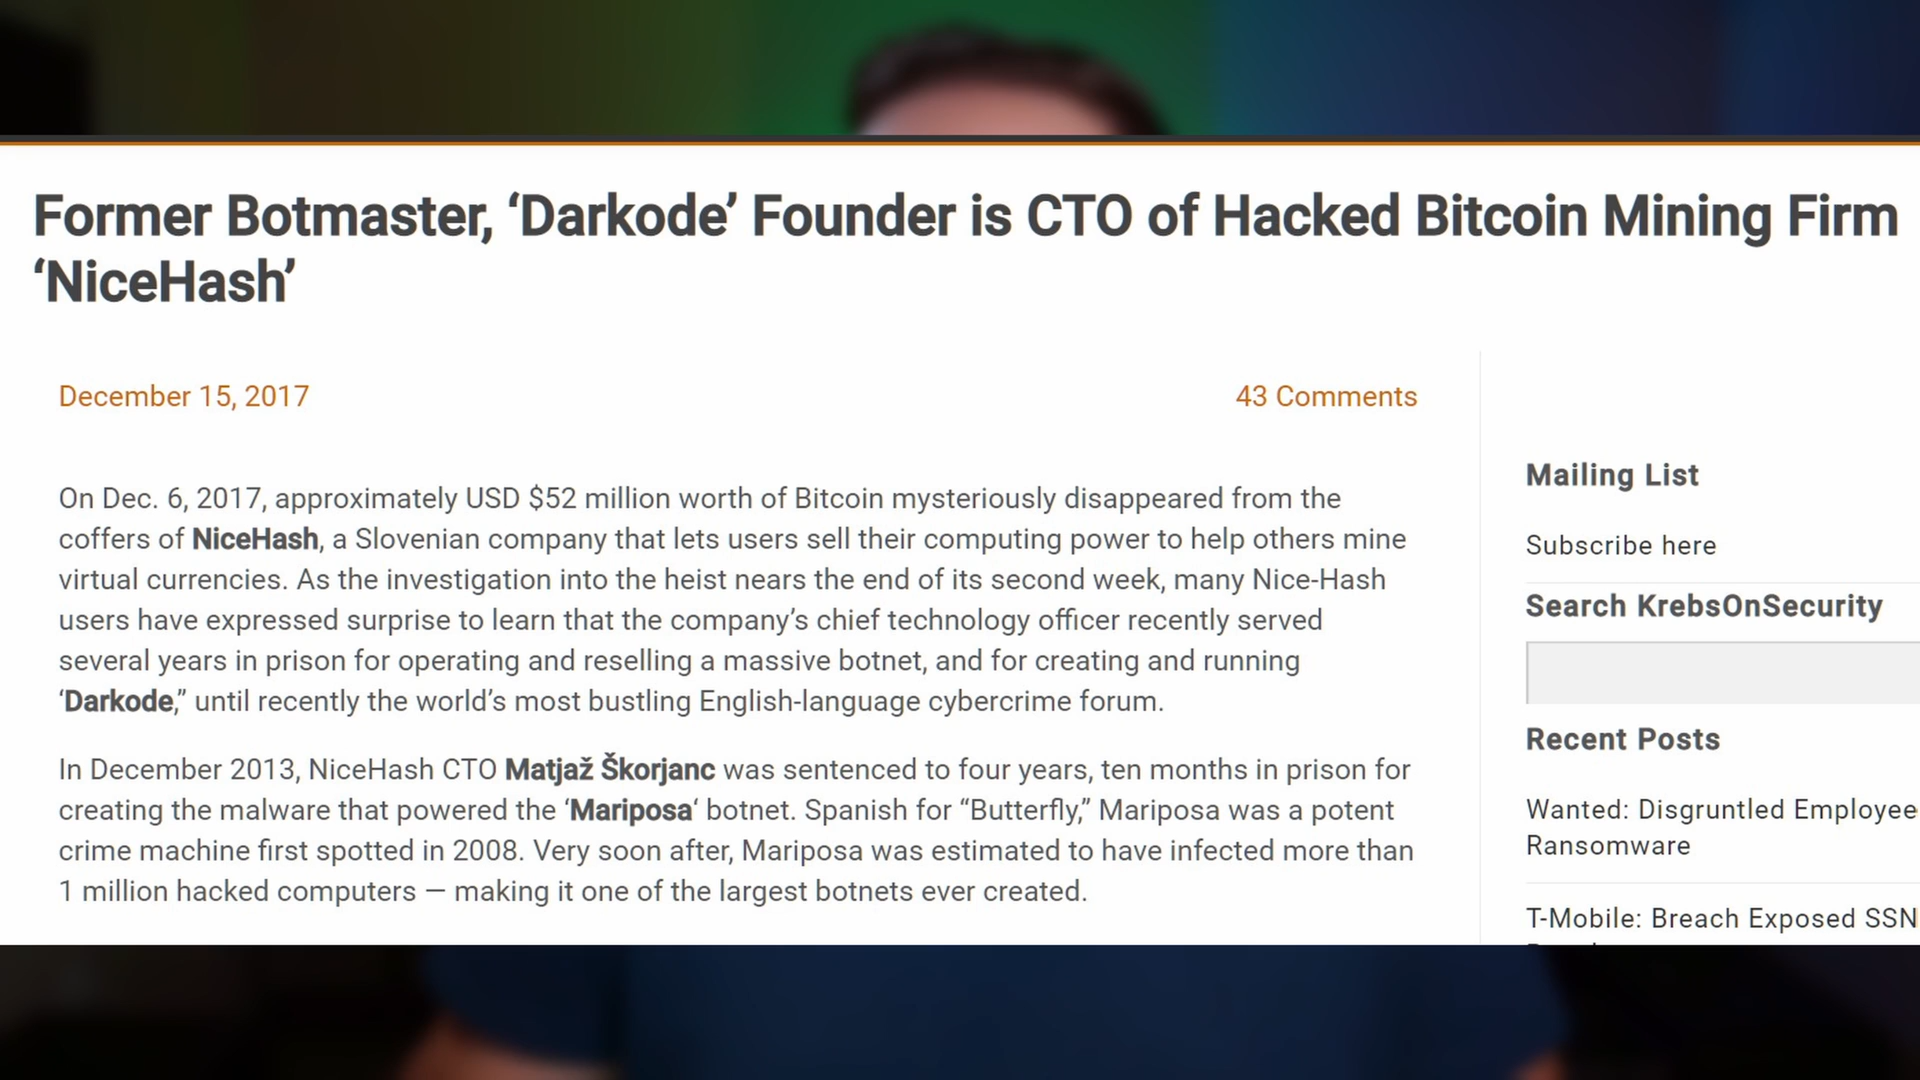 Former Botmaster, ‘Darkode’ Founder is CTO of Hacked Bitcoin Mining Firm
‘NiceHash’
December 15, 2017
43 Comments
On Dec. 6, 2017, approximately USD $52 million worth of Bitcoin mysteriously disappeared from the
coffers of NiceHash, a Slovenian company that lets users sell their computing power to help others mine
virtual currencies. As the investigation into the heist nears the end of its second week, many Nice-Hash
users have expressed surprise to learn that the company’s chief technology officer recently served
several years in prison for operating and reselling a massive botnet, and for creating and running
‘Darkode,” until recently the world’s most bustling English-language cybercrime forum.
In December 2013, NiceHash CTO Matjaž Škorjanc was sentenced to four years, ten months in prison for
creating the malware that powered the ‘Mariposa‘ botnet. Spanish for “Butterfly,” Mariposa was a potent
crime machine first spotted in 2008. Very soon after, Mariposa was estimated to have infected more than
1 million hacked computers — making it one of the largest botnets ever created.
Mailing List
Subscribe here
Search KrebsOnSecurity
Recent Posts
Wanted: Disgruntled Employee
Ransomware
T-Mobile: Breach Exposed SSN